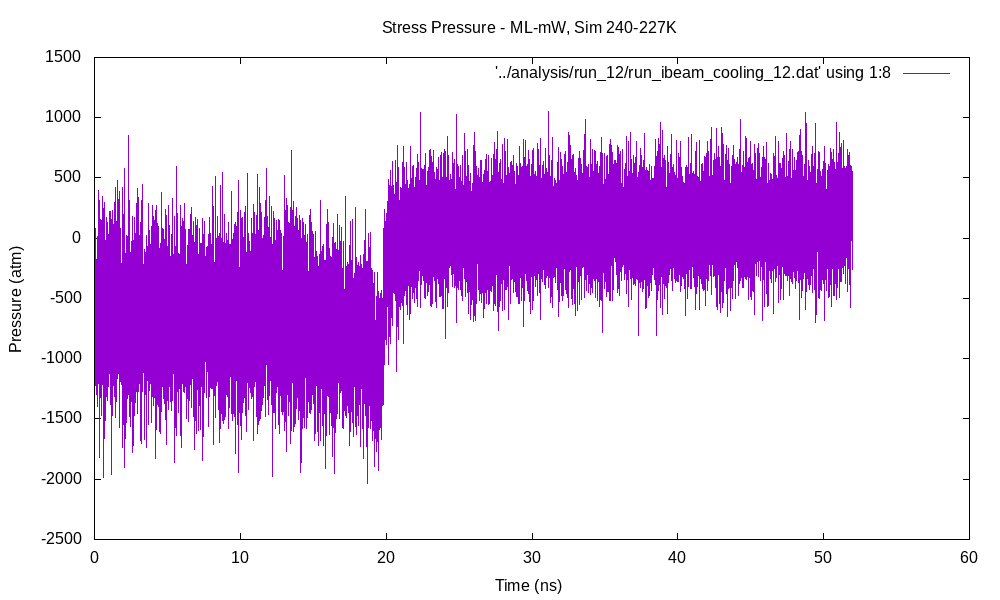 Stress Pressure - ML-mW, Sim 240-227K
'../analysis/run_12/run_ibeam_cooling_12.dat' using 1:8
Pressure (atm)
1500
1000
500
0
-500
-1000
-1500
-2000
-2500
0 10 20 30 40 50 60
Time (ns)